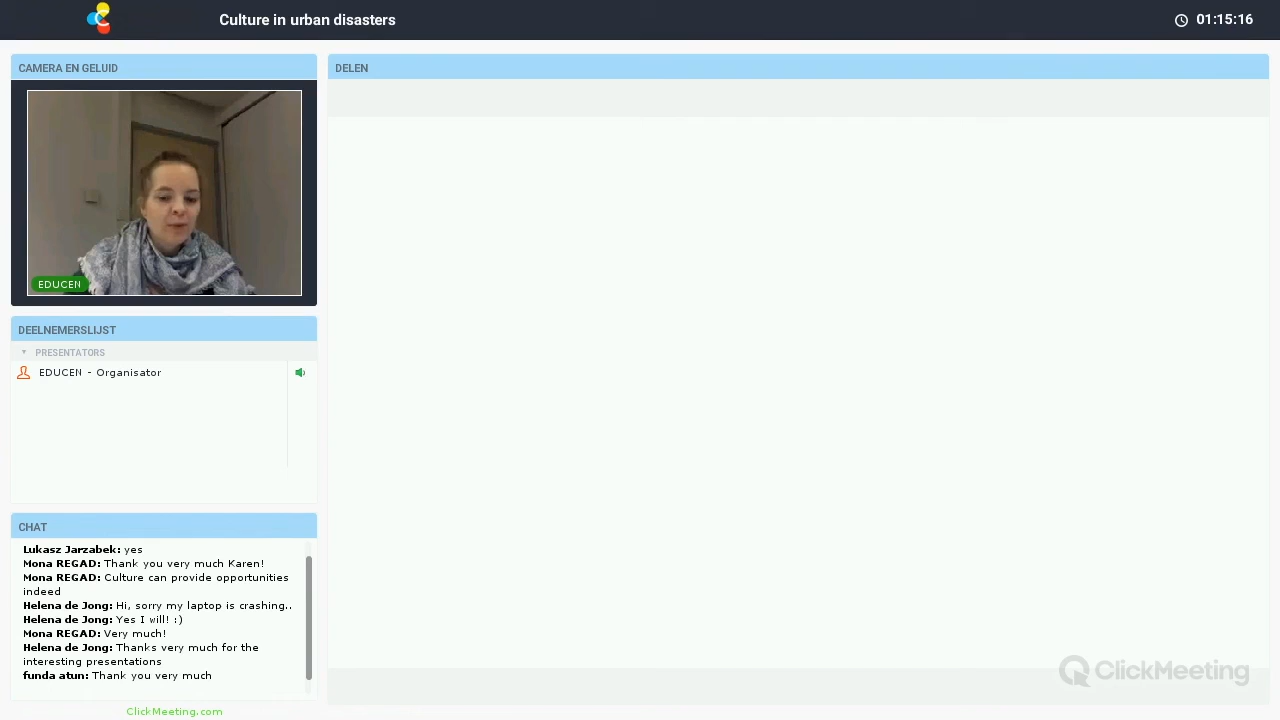 Culture in urban disasters
01:15:16
CAMERA EN GELUID
EDUCEN
DEELNEMERSLIJST
PRESENTATORS
EDUCEN - Organisator
CHAT
Lukasz Jarzabek: yes
Mona REGAD: Thank you very much Karen!
Mona REGAD: Culture can provide opportunities
indeed
Helena de Jong: Hi, sorry my laptop is crashing..
Helena de Jong: Yes I will! :)
Mona REGAD: Very much!
Helena de Jong: Thanks very much for the
interesting presentations
funda atun: Thank you very much
ClickMeeting.com
DELEN
ClickMeeting